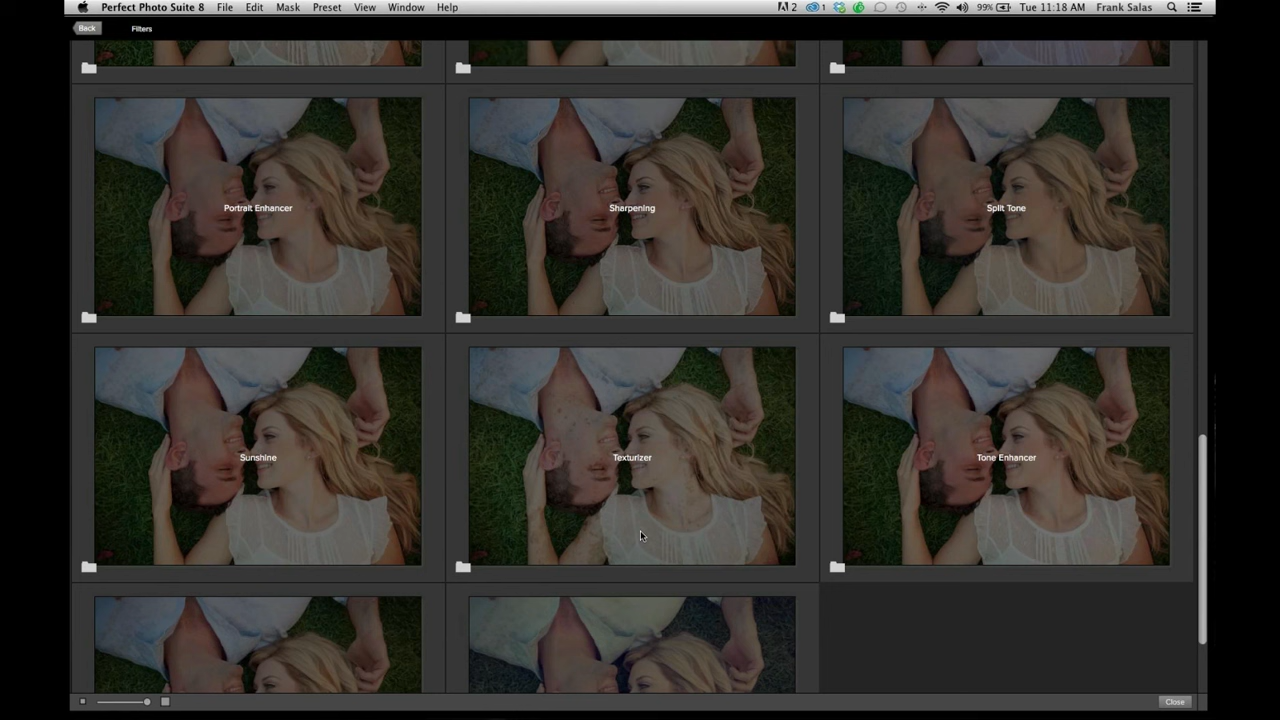 Perfect Photo Suite 8 File Edit Mask Preset View Window Help 2 1 99% Tue 11:18 AM Frank Salas
Back Filters
Portrait Enhancer Sharpening Split Tone
Sunshine Texturizer Tone Enhancer
Close